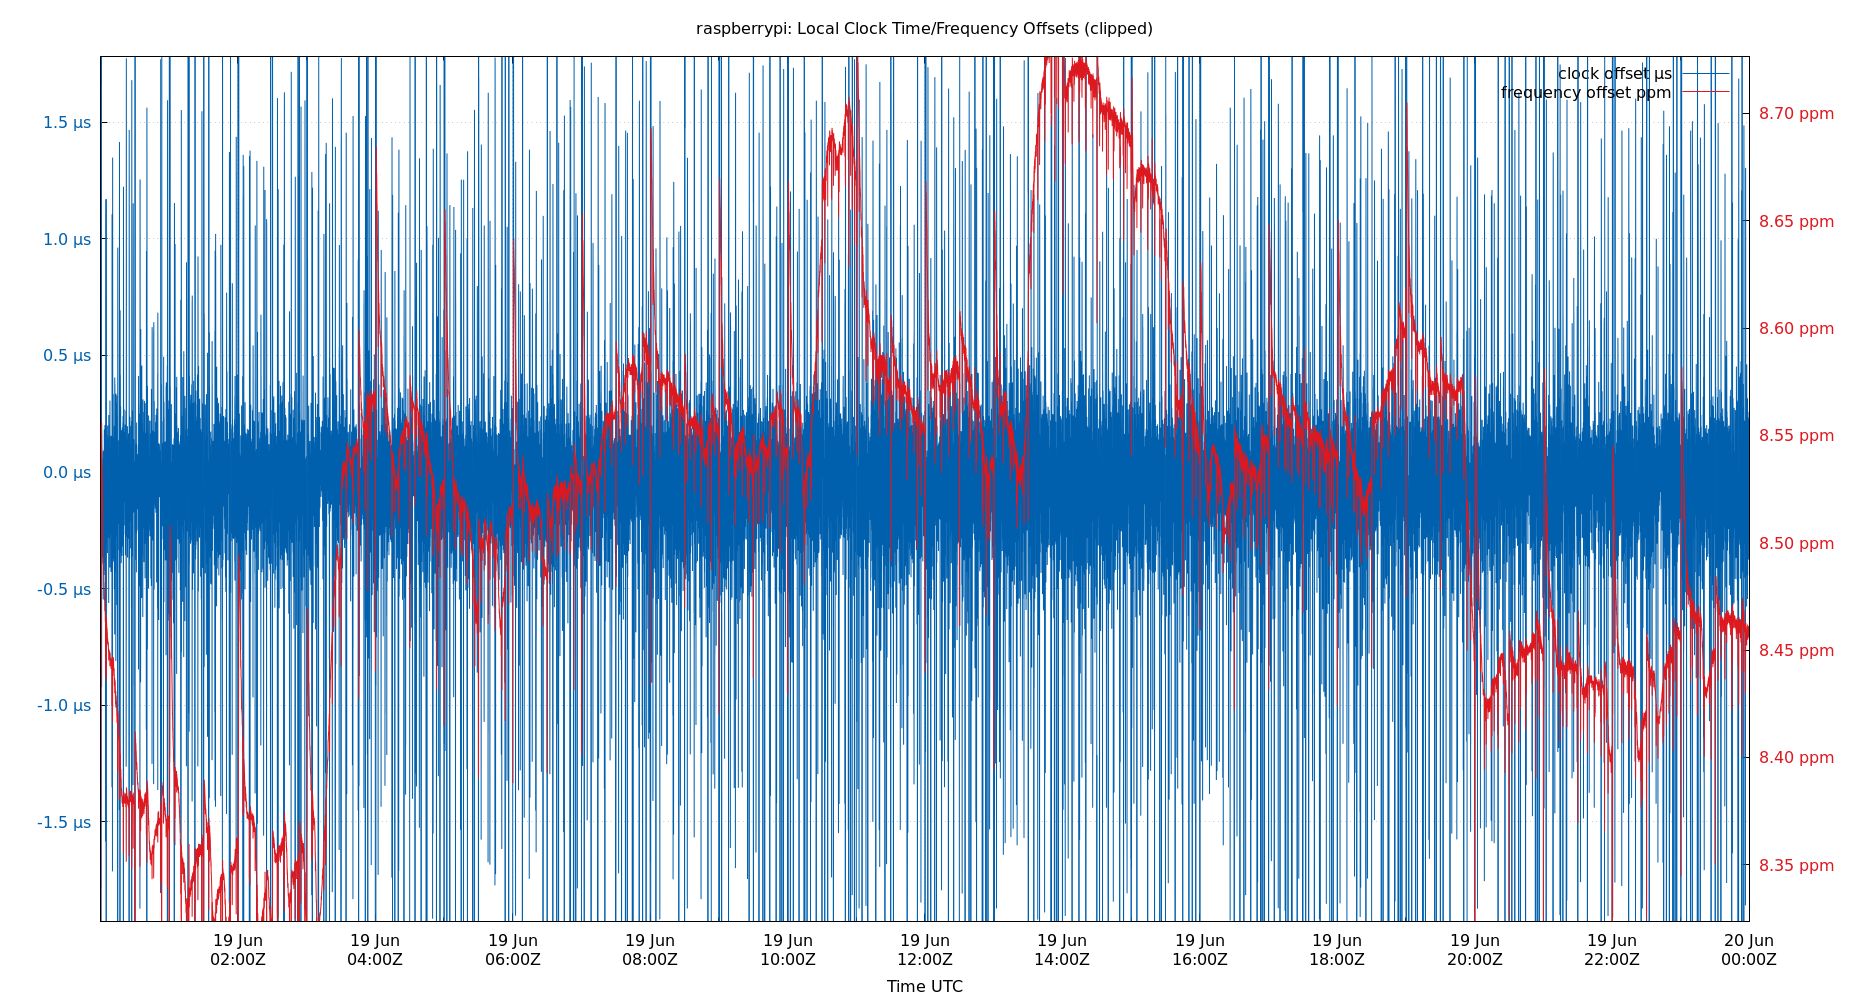 raspberrypi: Local Clock Time/Frequency Offsets (clipped)
clock offset µs
frequency offset ppm
1.5 µs
1.0 µs
0.5 µs
0.0 µs
-0.5 µs
-1.0 µs
-1.5 µs
8.70 ppm
8.65 ppm
8.60 ppm
8.55 ppm
8.50 ppm
8.45 ppm
8.40 ppm
8.35 ppm
19 Jun 19 Jun 19 Jun 19 Jun 19 Jun 19 Jun 19 Jun 19 Jun 19 Jun 19 Jun 19 Jun 20 Jun
02:00Z 04:00Z 06:00Z 08:00Z 10:00Z 12:00Z 14:00Z 16:00Z 18:00Z 20:00Z 22:00Z 00:00Z
Time UTC